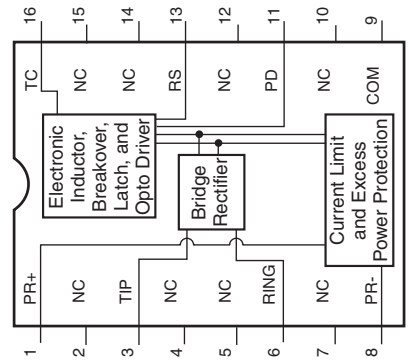 16
15
14
13
12
11
10
9
TC
NC
NC
RS
NC
PD
NC
COM
Electronic
Inductor,
Breakover,
Latch, and
Opto Driver
Bridge
Rectifier
Current Limit
and Excess
Power Protection
PR+
NC
TIP
NC
NC
RING
NC
PR-
1
2
3
4
5
6
7
8